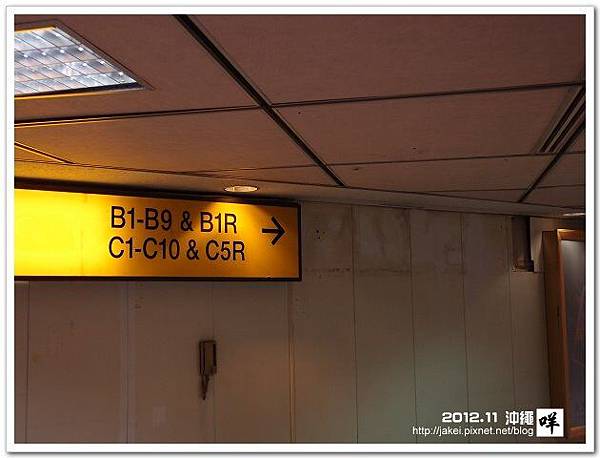 B1-B9 & B1R →
C1-C10 & C5R
2012.11 沖繩 咩
http://jakei.pixnet.net/blog